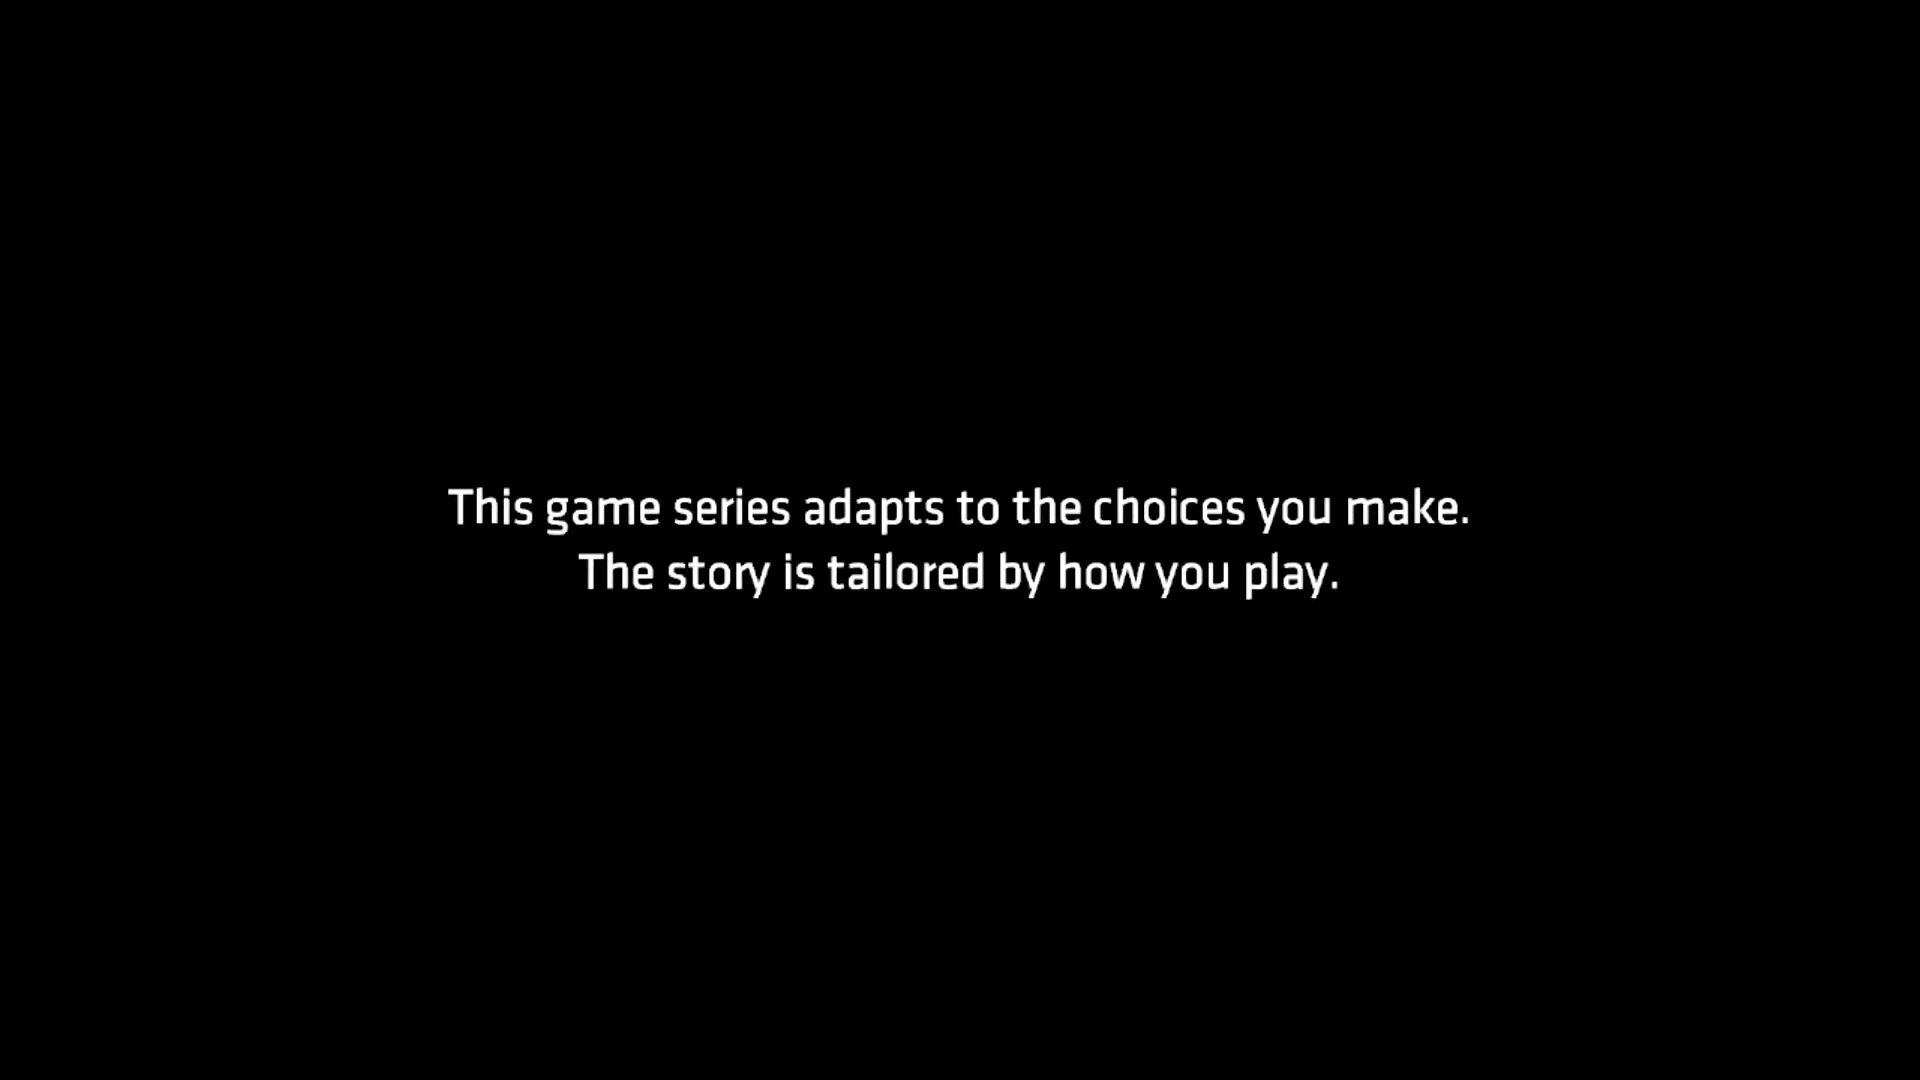 This game series adapts to the choices you make.
The story is tailored by how you play.